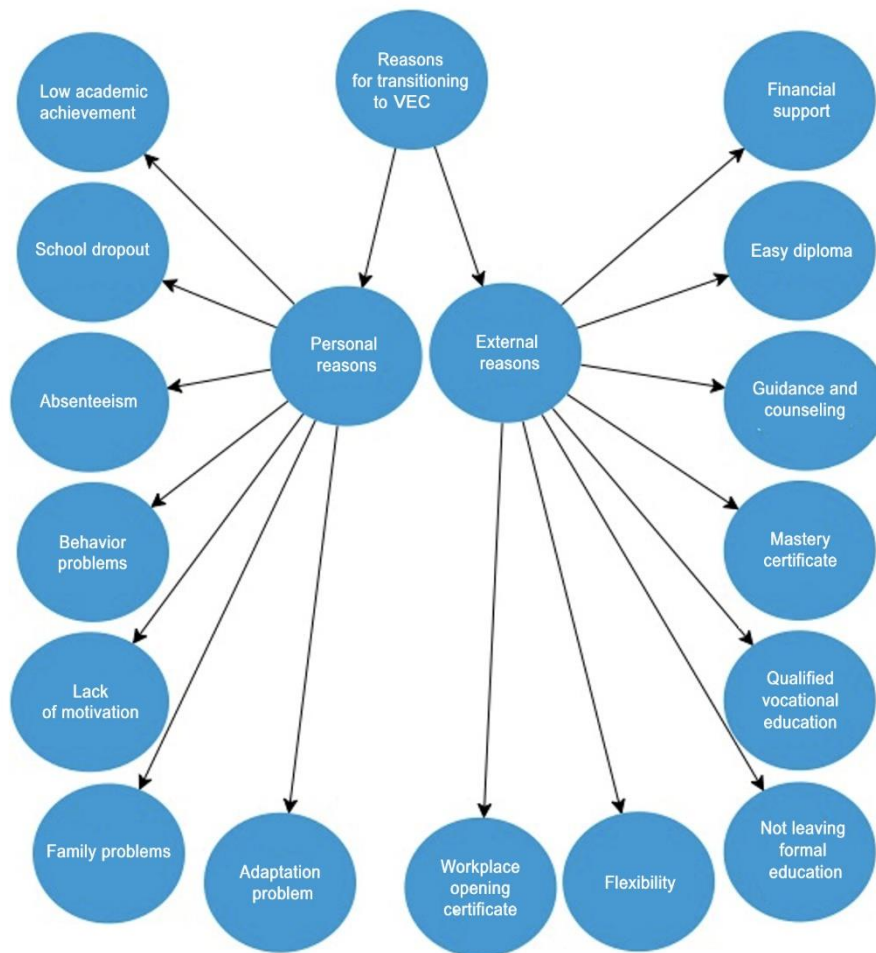 Reasons
for transitioning
to VEC
Low academic
achievement
Financial
support
School dropout
Easy diploma
Personal
reasons
External
reasons
Absenteeism
Guidance and
counseling
Behavior
problems
Mastery
certificate
Lack
of motivation
Qualified
vocational
education
Family problems
Adaptation
problem
Workplace
opening
certificate
Flexibility
Not leaving
formal
education